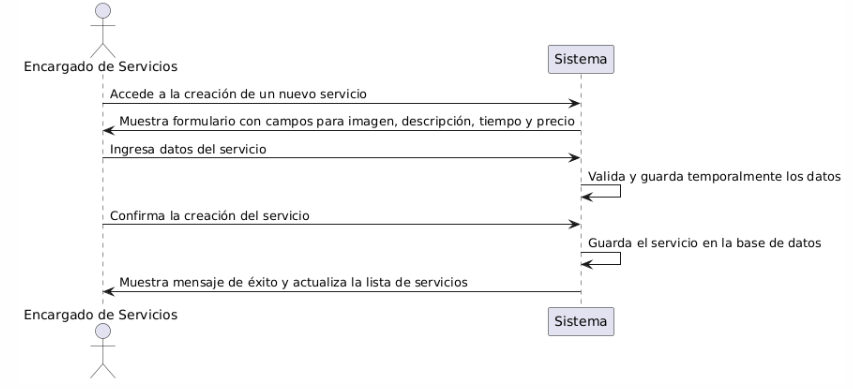 Encargado de Servicios
Sistema
Accede a la creación de un nuevo servicio
Muestra formulario con campos para imagen, descripción, tiempo y precio
Ingresa datos del servicio
Valida y guarda temporalmente los datos
Confirma la creación del servicio
Guarda el servicio en la base de datos
Muestra mensaje de éxito y actualiza la lista de servicios
Encargado de Servicios
Sistema